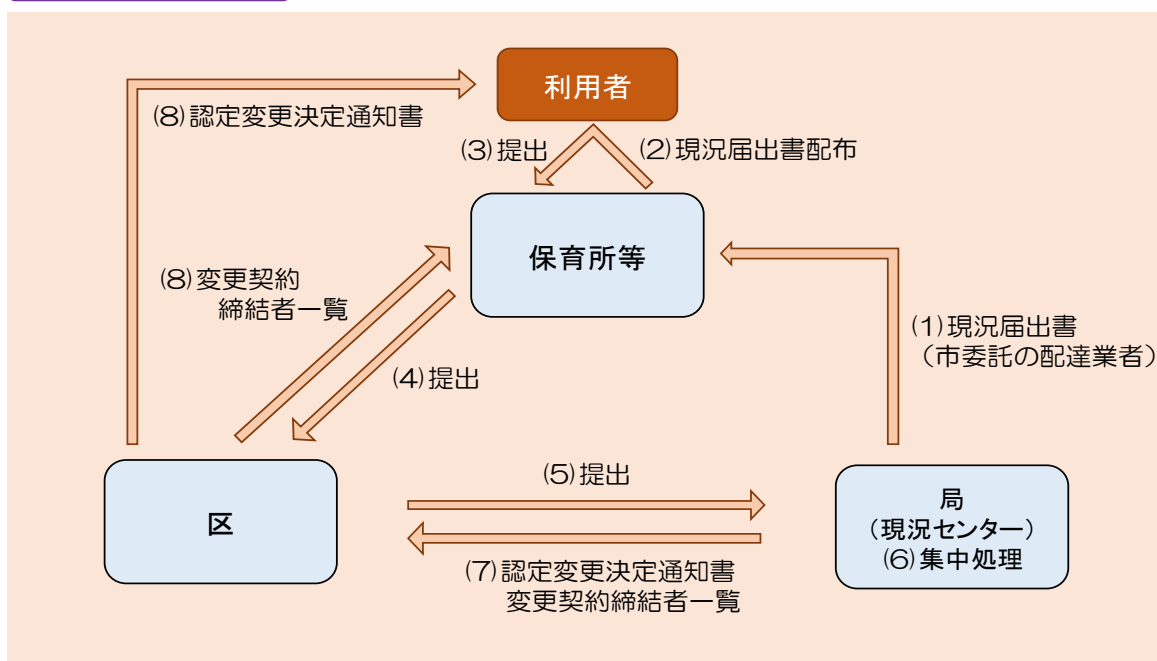 利用者
(8)認定変更決定通知書
(3)提出
(2)現況届出書配布
保育所等
(8)変更契約
締結者一覧
(1)現況届出書
(市委託の配達業者)
(4)提出
(5)提出
区
局
(現況センター)
(6)集中処理
(7)認定変更決定通知書
変更契約締結者一覧